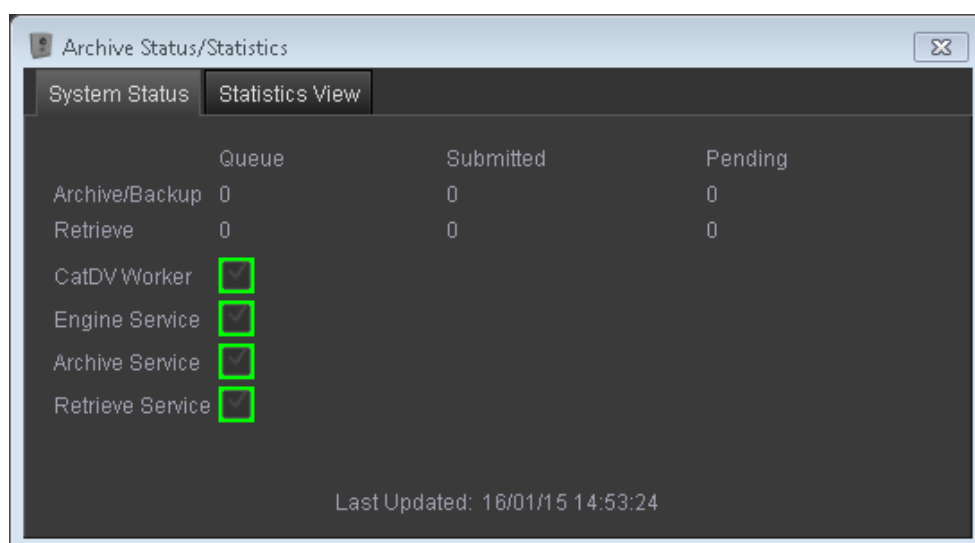 Archive Status/Statistics
System Status Statistics View
Queue Submitted Pending
Archive/Backup 0 0 0
Retrieve 0 0 0
CatDV Worker
Engine Service
Archive Service
Retrieve Service
Last Updated: 16/01/15 14:53:24